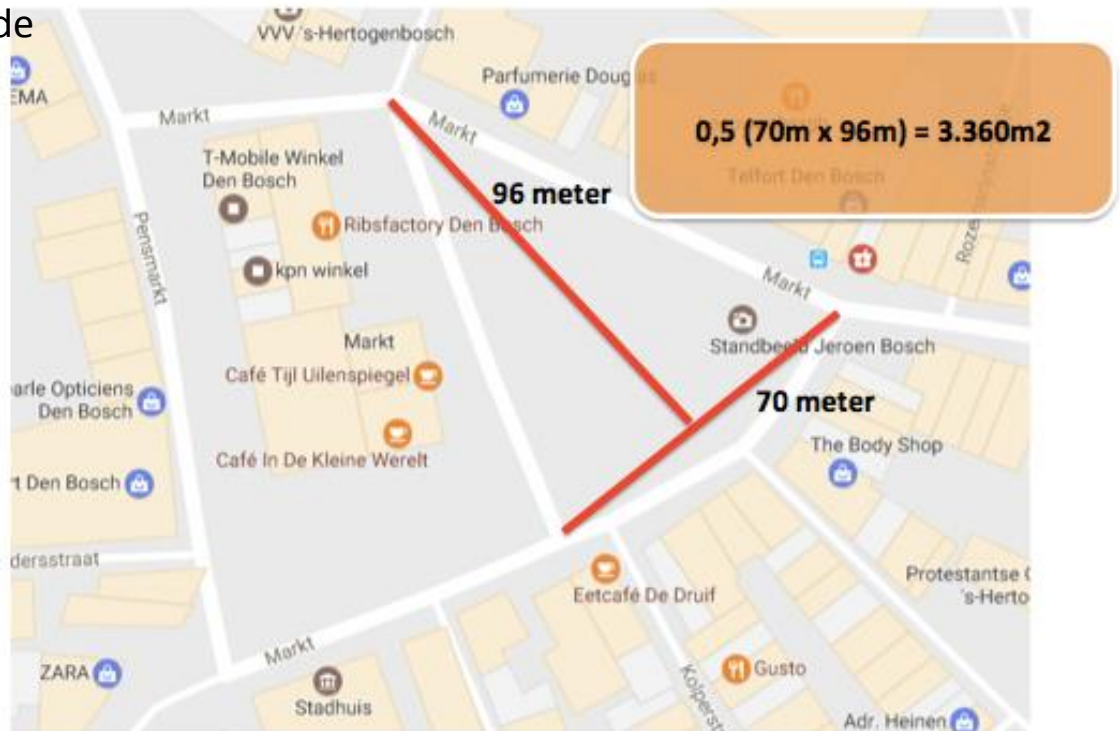 de
VVV 's-Hertogenbosch
EMA
Parfumerie Doug
Markt
Markt
0,5 (70m x 96m) = 3.360m2
T-Mobile Winkel
Den Bosch
Telfort Den Bosch
96 meter
Ribsfactory Den Bosch
Pensmarkt
kpn winkel
Markt
Markt
Standbeeld Jeroen Bosch
Café Tijl Uilenspiegel
arle Opticiens
Den Bosch
70 meter
The Body Shop
Café In De Kleine Werelt
't Den Bosch
dersstraat
Eetcafé De Druif
Protestantse
's-Herto
Markt
ZARA
Gusto
Stadhuis
Kolperst
Adr. Heinen